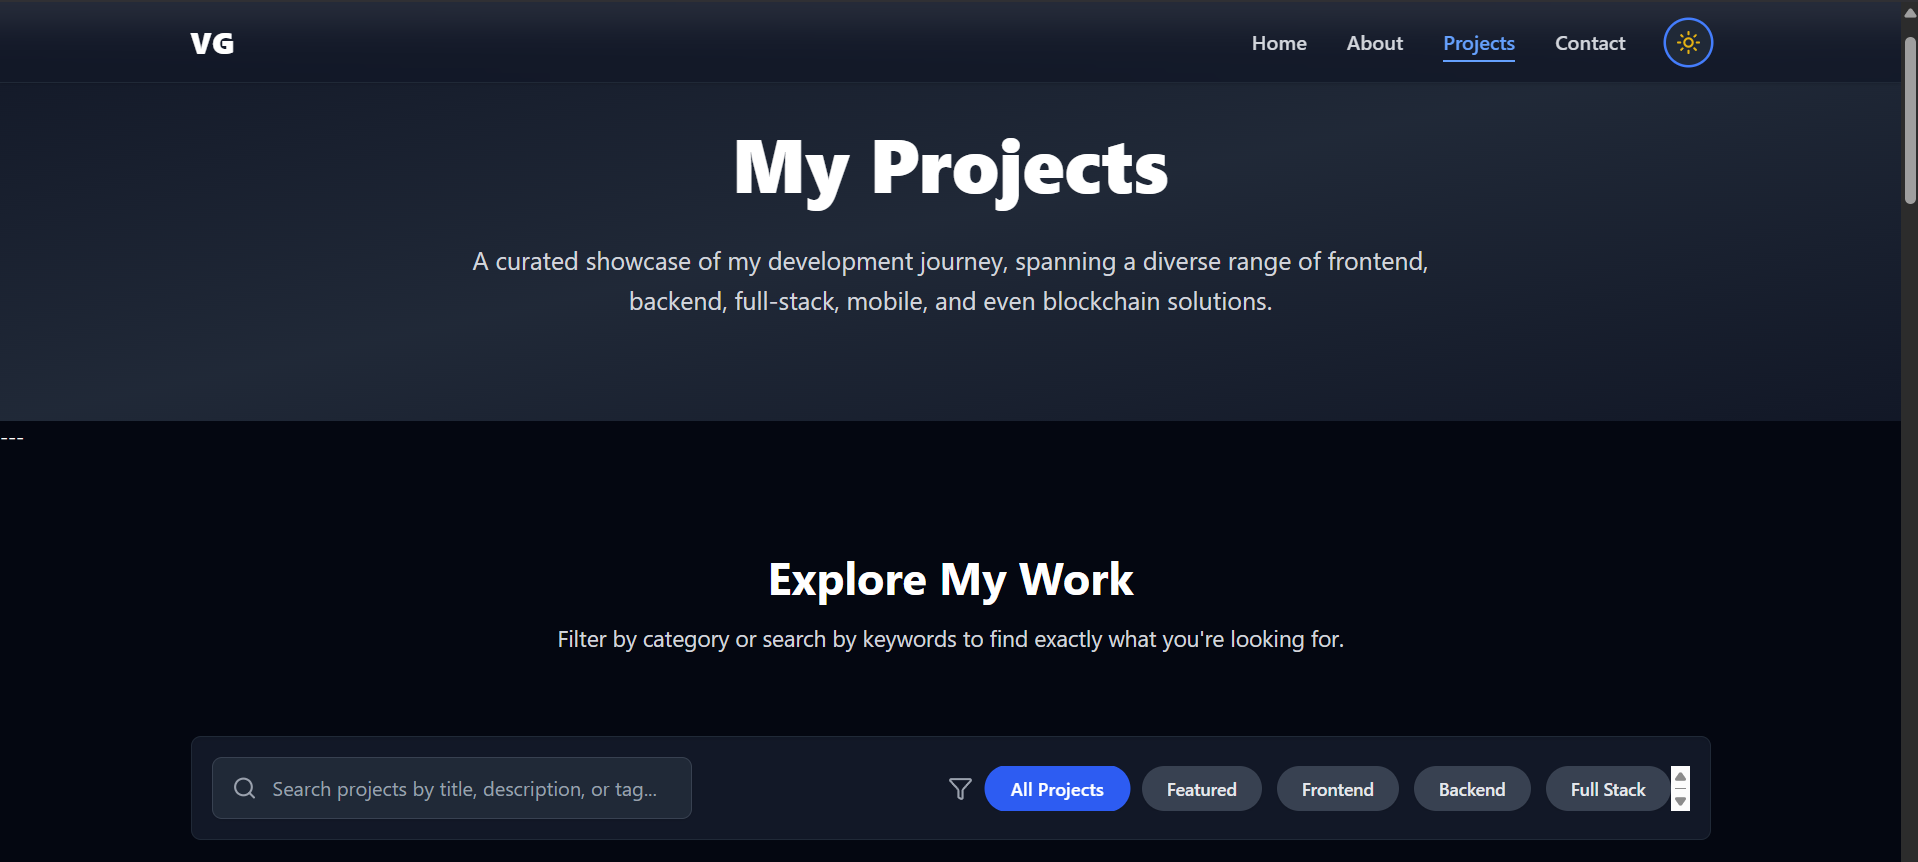 VG
Home
About
Projects
Contact
My Projects
A curated showcase of my development journey, spanning a diverse range of frontend,
backend, full-stack, mobile, and even blockchain solutions.
---
Explore My Work
Filter by category or search by keywords to find exactly what you're looking for.
Search projects by title, description, or tag...
All Projects
Featured
Frontend
Backend
Full Stack